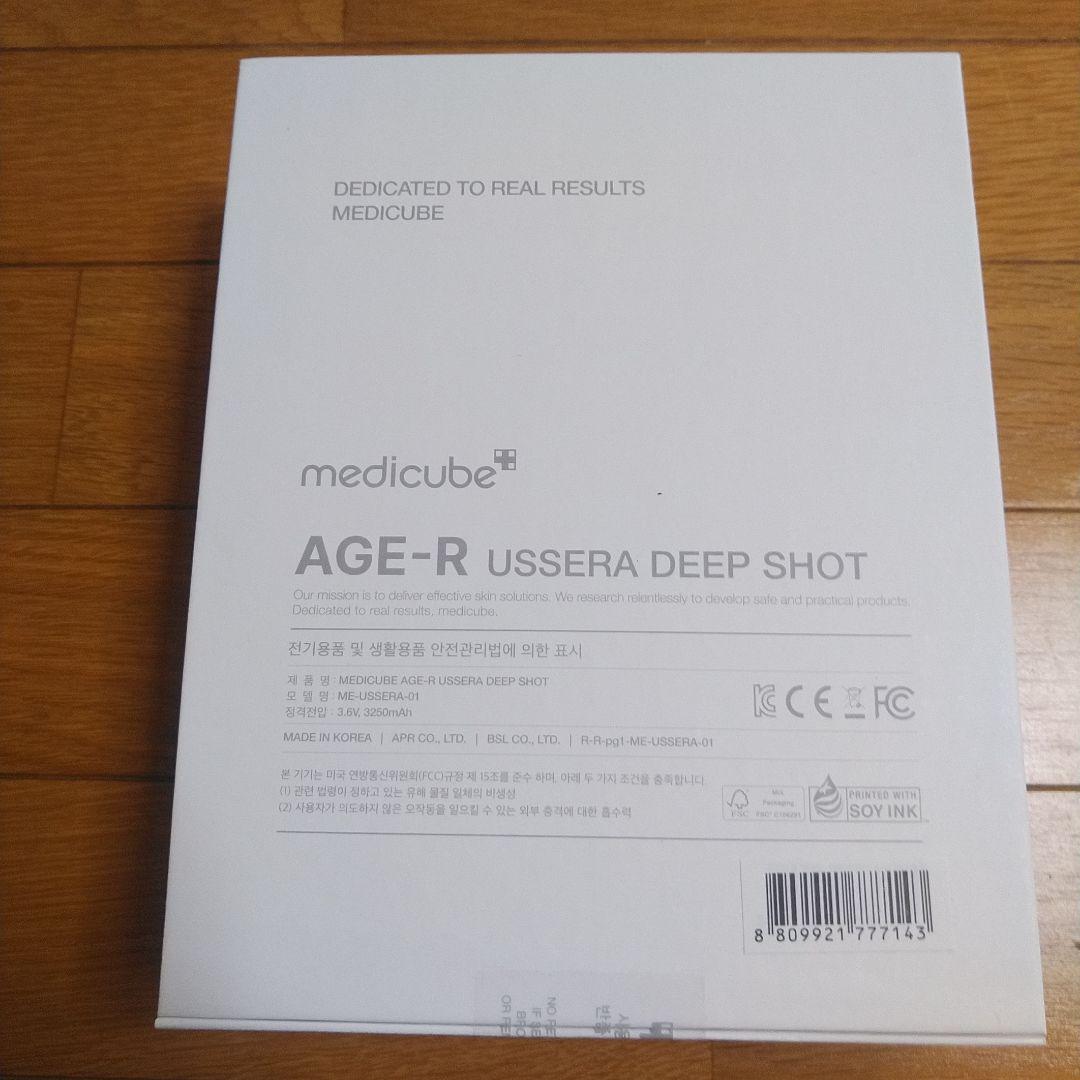 DEDICATED TO REAL RESULTS
MEDICUBE
medicube
AGE-R USSERA DEEP SHOT
Our mission is to deliver effective skin solutions. We research relentlessly to develop safe and practical products.
Dedicated to real results, medicube.
전기용품 및 생활용품 안전관리법에 의한 표시
제 품 명 : MEDICUBE AGE-R USSERA DEEP SHOT
모 델 명 : ME-USSERA-01
정격전압 : 3.6V, 3250mAh
MADE IN KOREA | APR CO., LTD. | BSL CO., LTD. | R-R-pg1-ME-USSERA-01
본 기기는 미국 연방통신위원회(FCC)규정 제 15조를 준수 하며, 아래 두 가지 조건을 충족합니다.
(1) 관련 법령이 정하고 있는 유해 물질 일체의 비생성
(2) 사용자가 의도하지 않은 오작동을 일으킬 수 있는 외부 충격에 대한 흡수력
FSC
Mix
Packaging
PRINTED WITH
SOY INK
8 809921 777143
NO RE
IF SE
BRO
OR RE